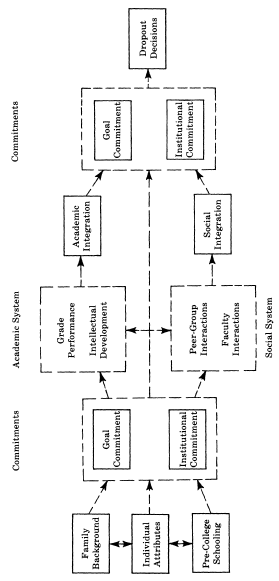 Commitments
Academic System
Commitments
Family
Background
Individual
Attributes
Pre-College
Schooling
Goal
Commitment
Institutional
Commitment
Grade
Performance
Intellectual
Development
Peer-Group
Interactions
Faculty
Interactions
Academic
Integration
Social
Integration
Goal
Commitment
Institutional
Commitment
Dropout
Decisions
Social System